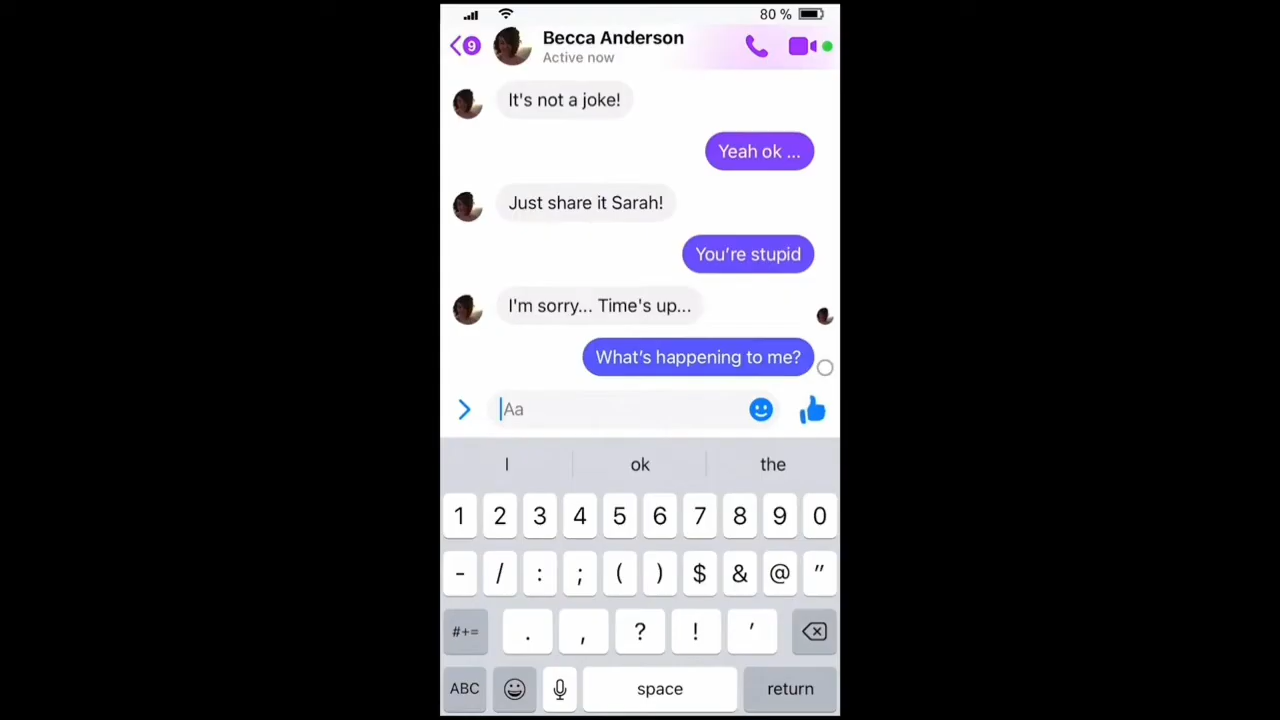 80 %
9
Becca Anderson
Active now
It's not a joke!
Yeah ok ...
Just share it Sarah!
You’re stupid
I'm sorry... Time's up...
What’s happening to me?
Aa
I ok the
1 2 3 4 5 6 7 8 9 0
- / : ; ( ) $ & @ "
#+= . , ? ! ’
ABC space return